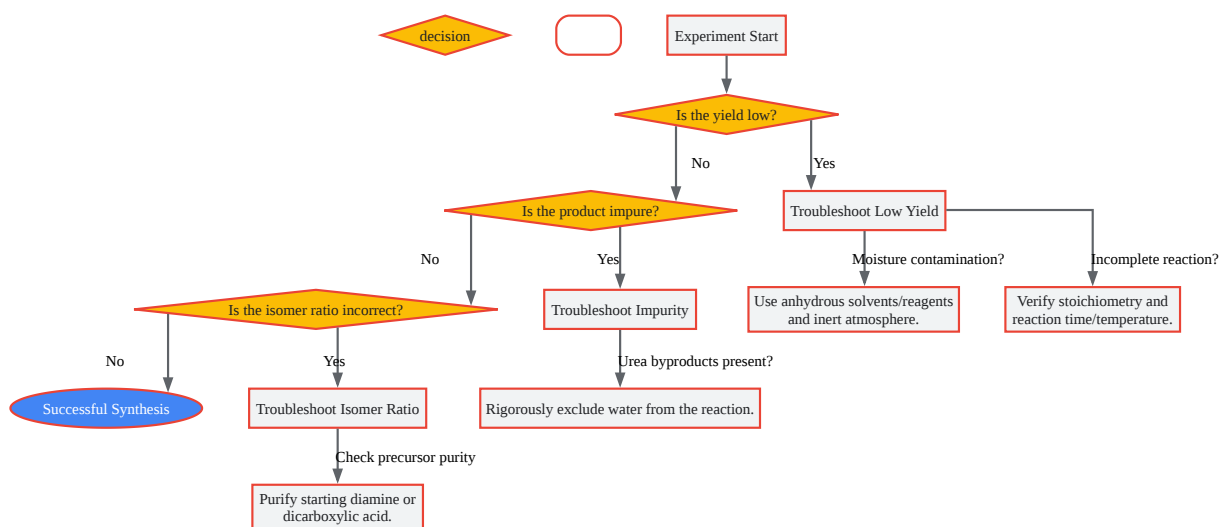 decision
Experiment Start
Is the yield low?
No
Yes
Is the product impure?
Troubleshoot Low Yield
No
Yes
Moisture contamination?
Incomplete reaction?
Is the isomer ratio incorrect?
Troubleshoot Impurity
Use anhydrous solvents/reagents
and inert atmosphere.
Verify stoichiometry and
reaction time/temperature.
No
Yes
Urea byproducts present?
Successful Synthesis
Troubleshoot Isomer Ratio
Rigorously exclude water from the reaction.
Check precursor purity
Purify starting diamine or
dicarboxylic acid.